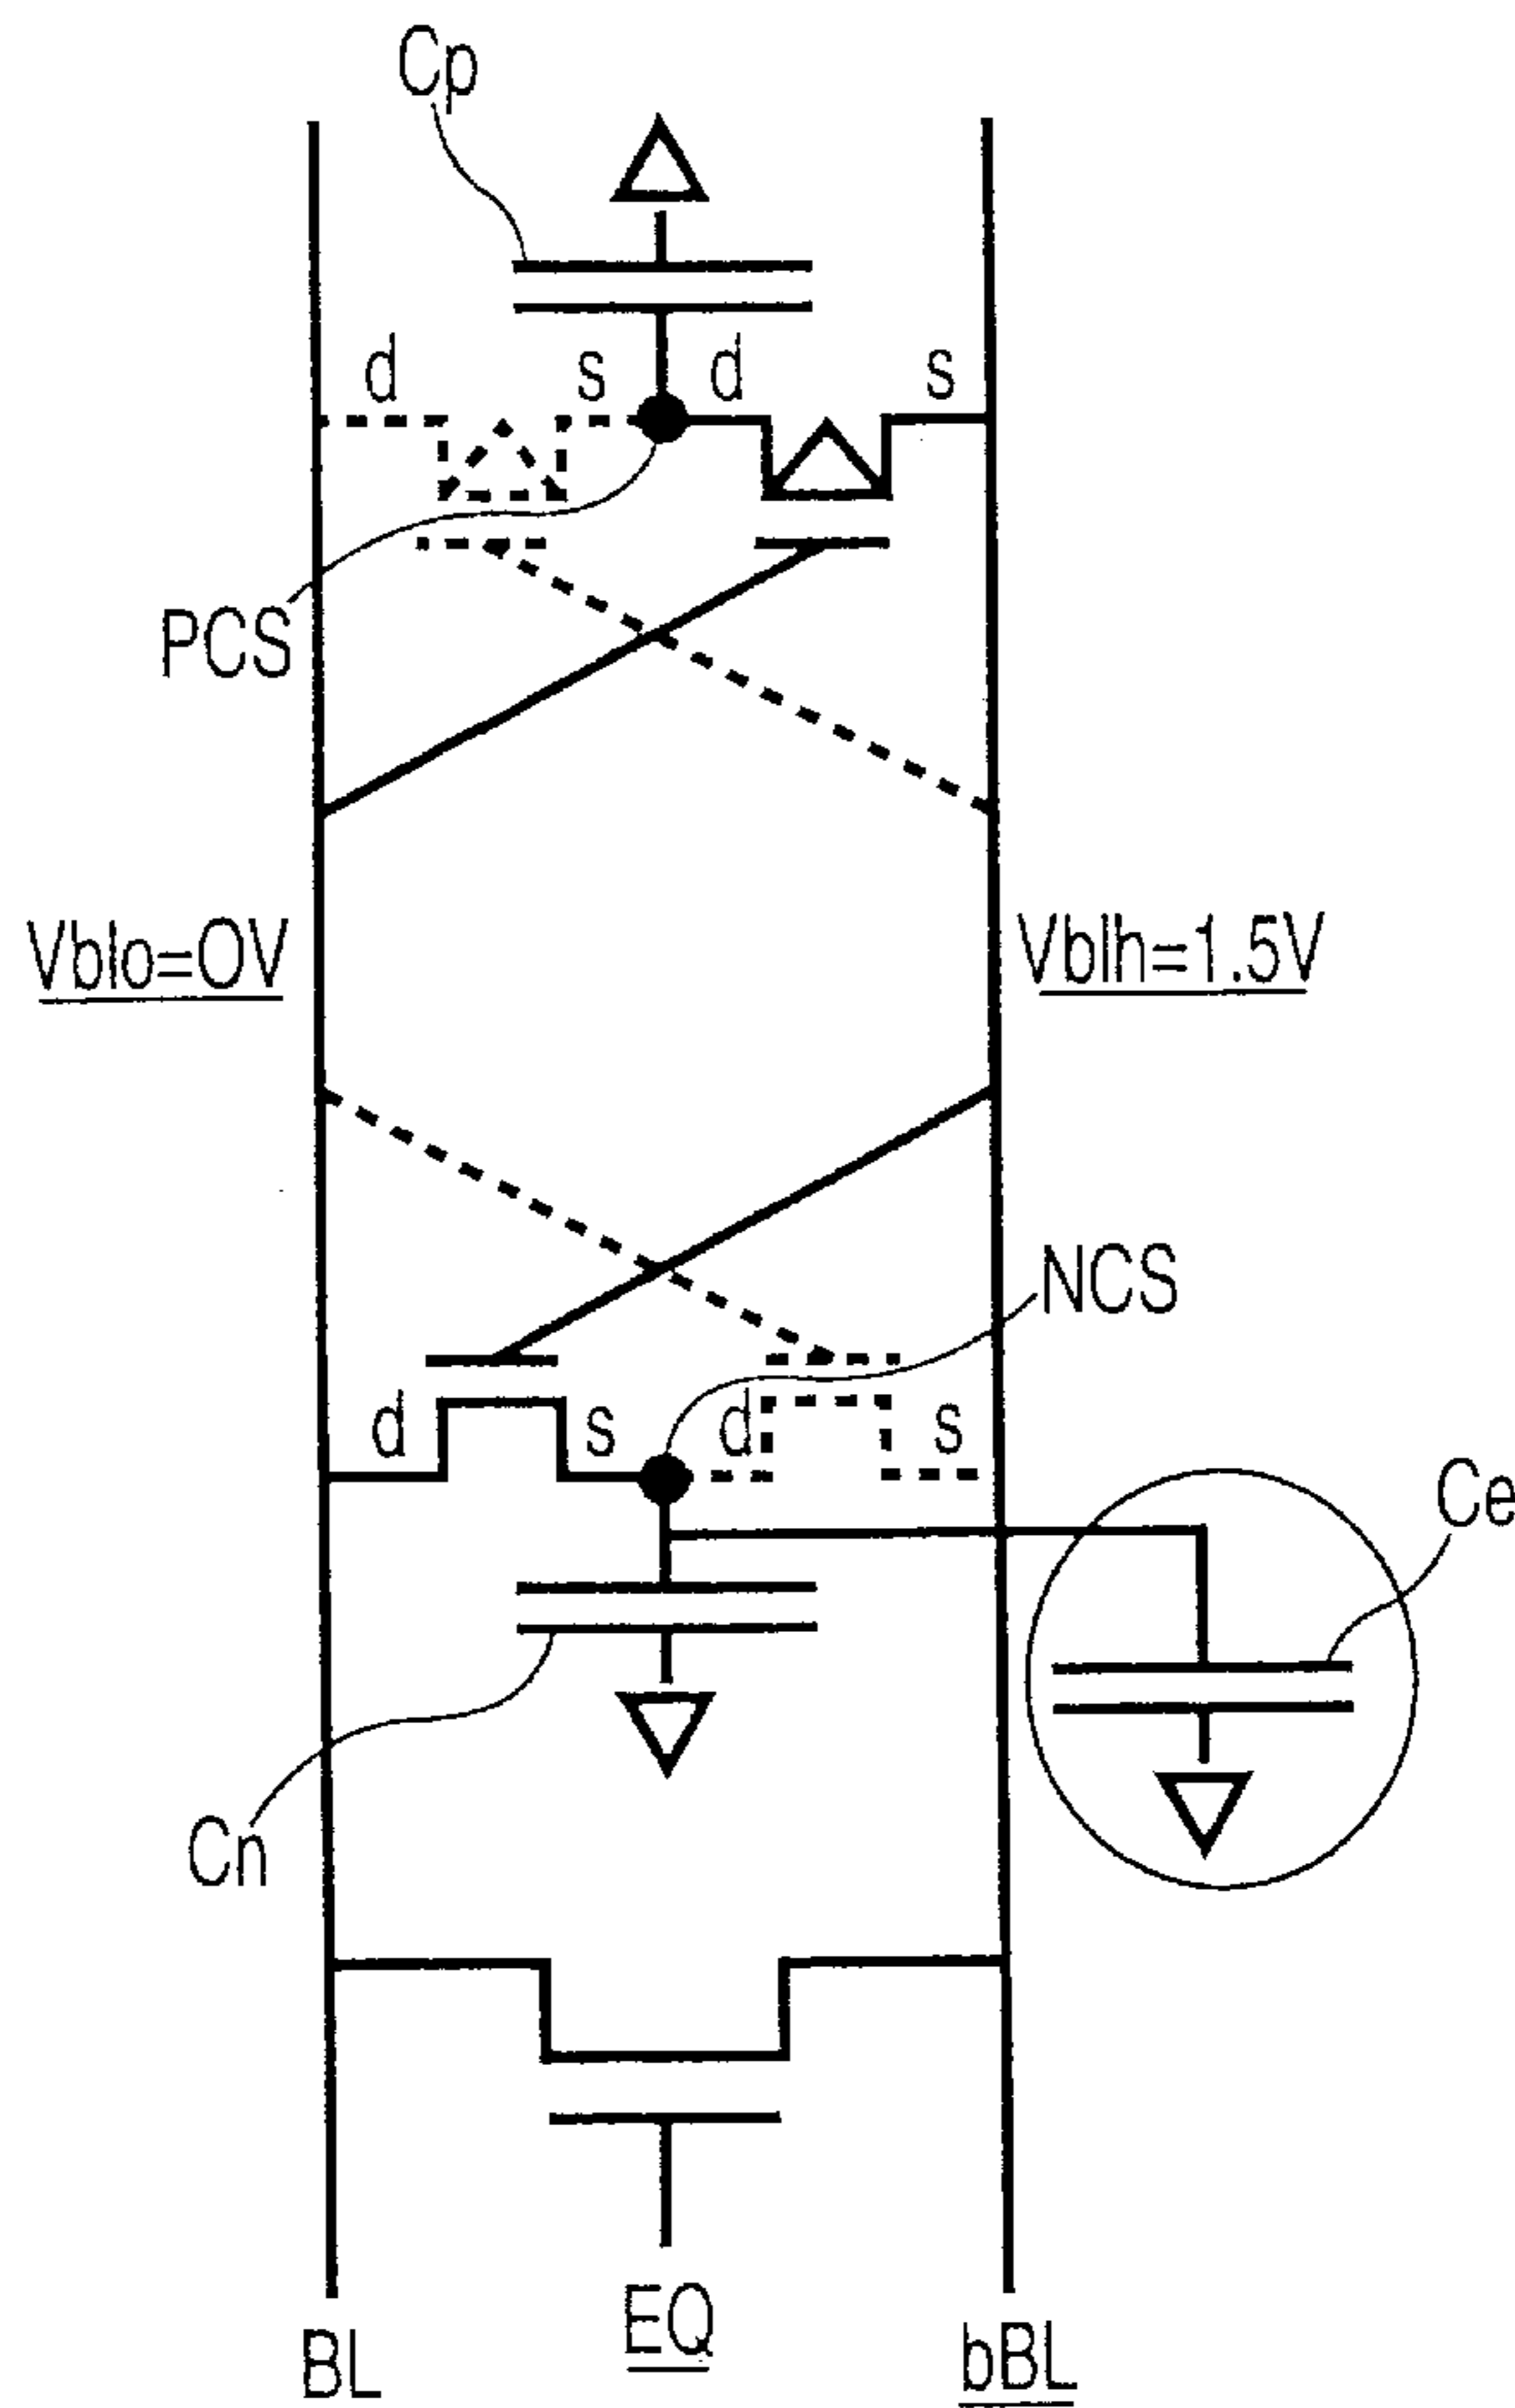 Cp
d s d s
PCS
Vblo=0V Vblh=1.5V
NCS
d s d s
Ce
Cn
EQ
BL bBL